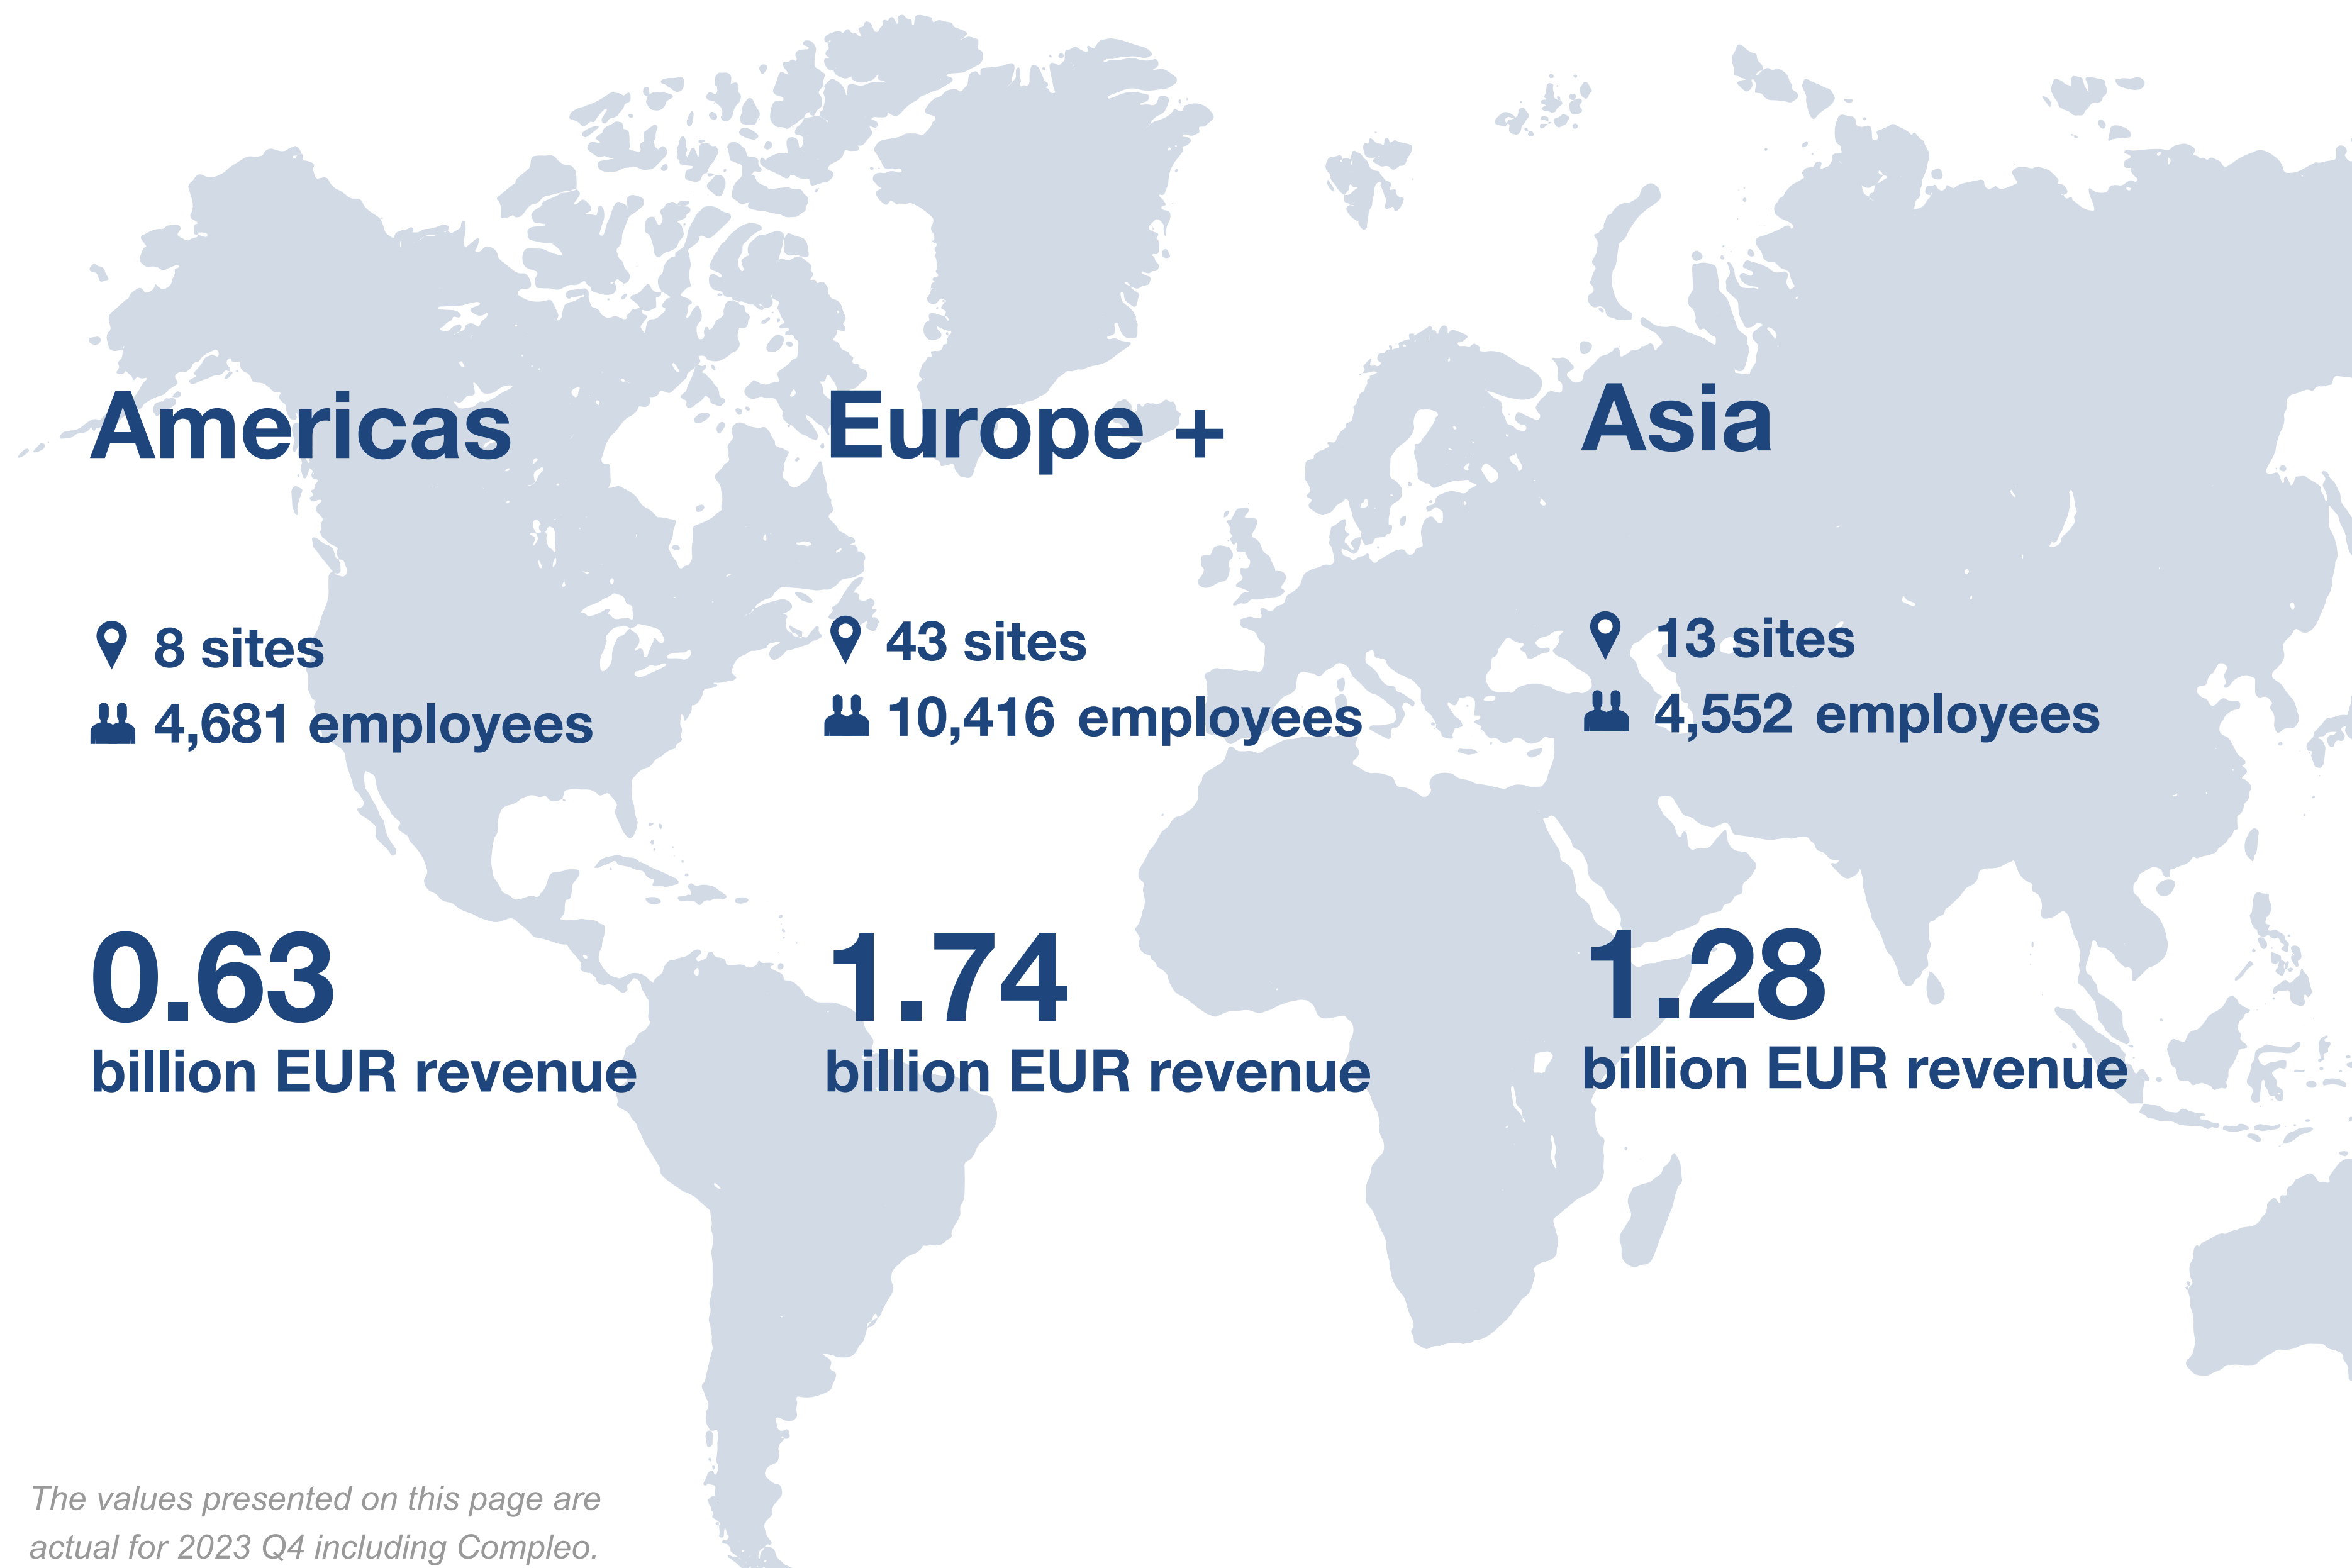 Americas
8 sites
4,681 employees
0.63
billion EUR revenue
Europe +
43 sites
10,416 employees
1.74
billion EUR revenue
Asia
13 sites
4,552 employees
1.28
billion EUR revenue
The values presented on this page are
actual for 2023 Q4 including Compleo.